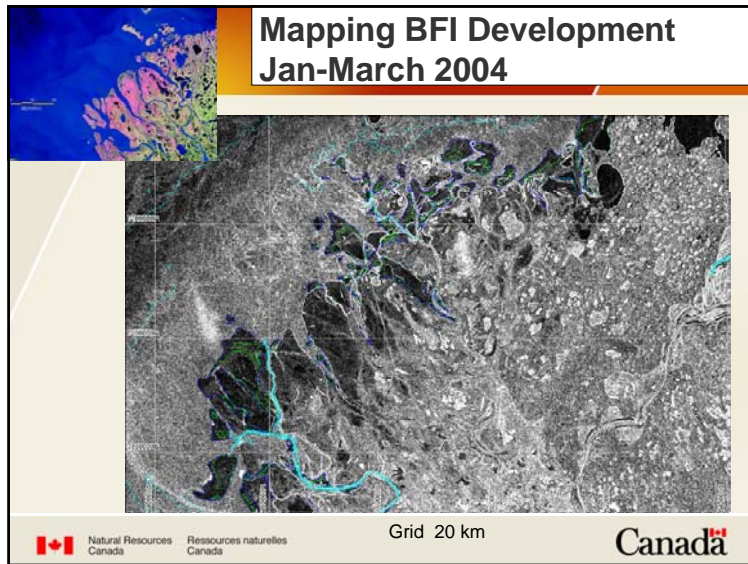 Mapping BFI Development
Jan-March 2004
Grid 20 km
Natural Resources Ressources naturelles
Canada Canada
Canada